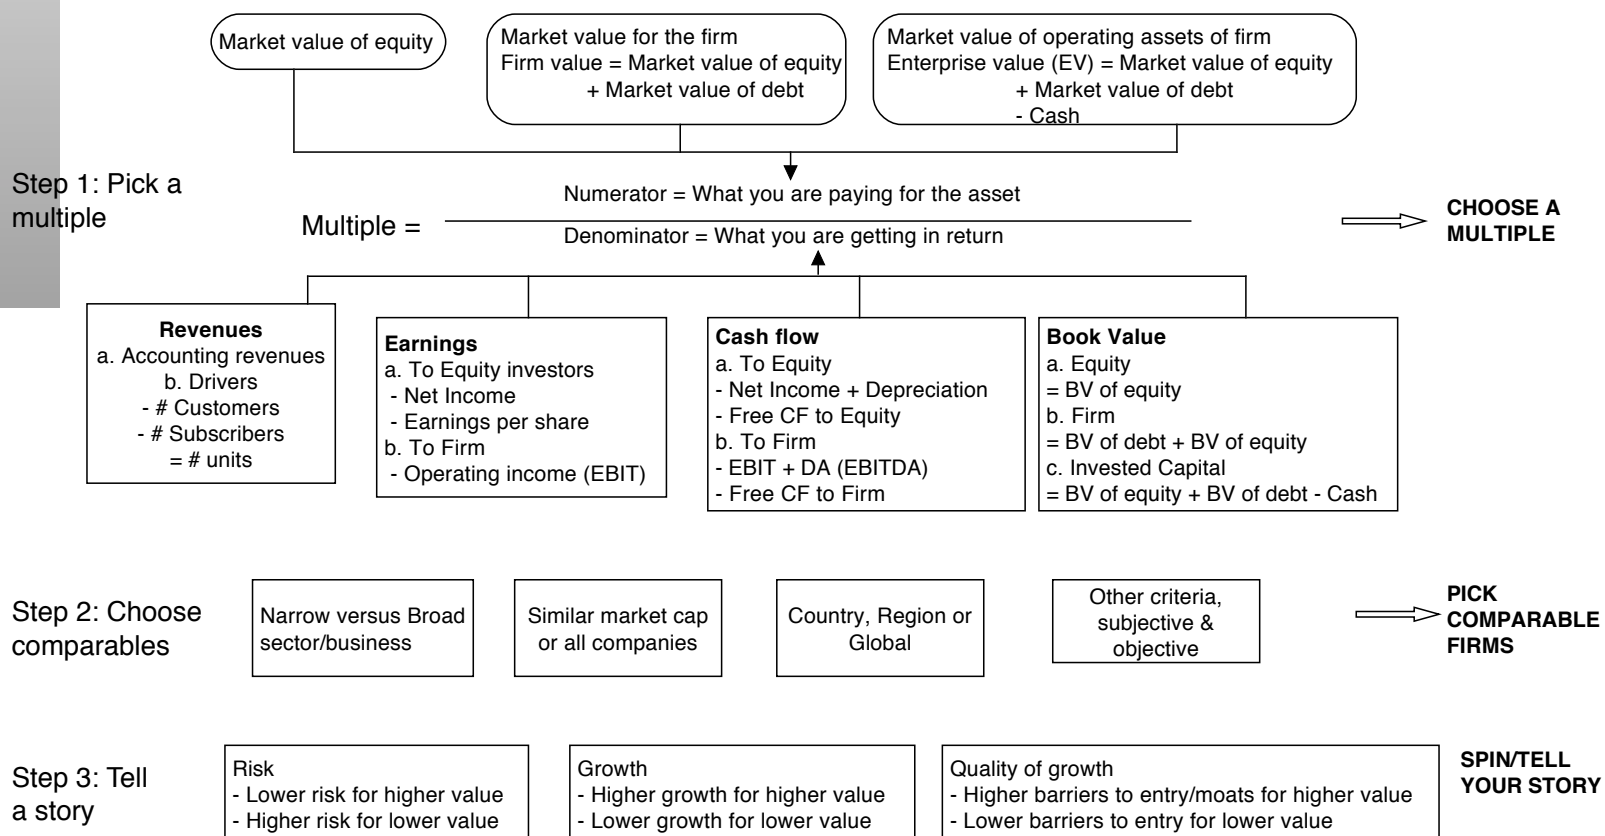 Market value of equity
Market value for the firm
Firm value = Market value of equity
+ Market value of debt
Market value of operating assets of firm
Enterprise value (EV) = Market value of equity
+ Market value of debt
- Cash
Step 1: Pick a
multiple
Multiple =
Numerator = What you are paying for the asset
Denominator = What you are getting in return
CHOOSE A
MULTIPLE
Revenues
a. Accounting revenues
b. Drivers
- # Customers
- # Subscribers
= # units
Earnings
a. To Equity investors
- Net Income
- Earnings per share
b. To Firm
- Operating income (EBIT)
Cash flow
a. To Equity
- Net Income + Depreciation
- Free CF to Equity
b. To Firm
- EBIT + DA (EBITDA)
- Free CF to Firm
Book Value
a. Equity
= BV of equity
b. Firm
= BV of debt + BV of equity
c. Invested Capital
= BV of equity + BV of debt - Cash
Step 2: Choose
comparables
Narrow versus Broad
sector/business
Similar market cap
or all companies
Country, Region or
Global
Other criteria,
subjective &
objective
PICK
COMPARABLE
FIRMS
Step 3: Tell
a story
Risk
- Lower risk for higher value
- Higher risk for lower value
Growth
- Higher growth for higher value
- Lower growth for lower value
Quality of growth
- Higher barriers to entry/moats for higher value
- Lower barriers to entry for lower value
SPIN/TELL
YOUR STORY